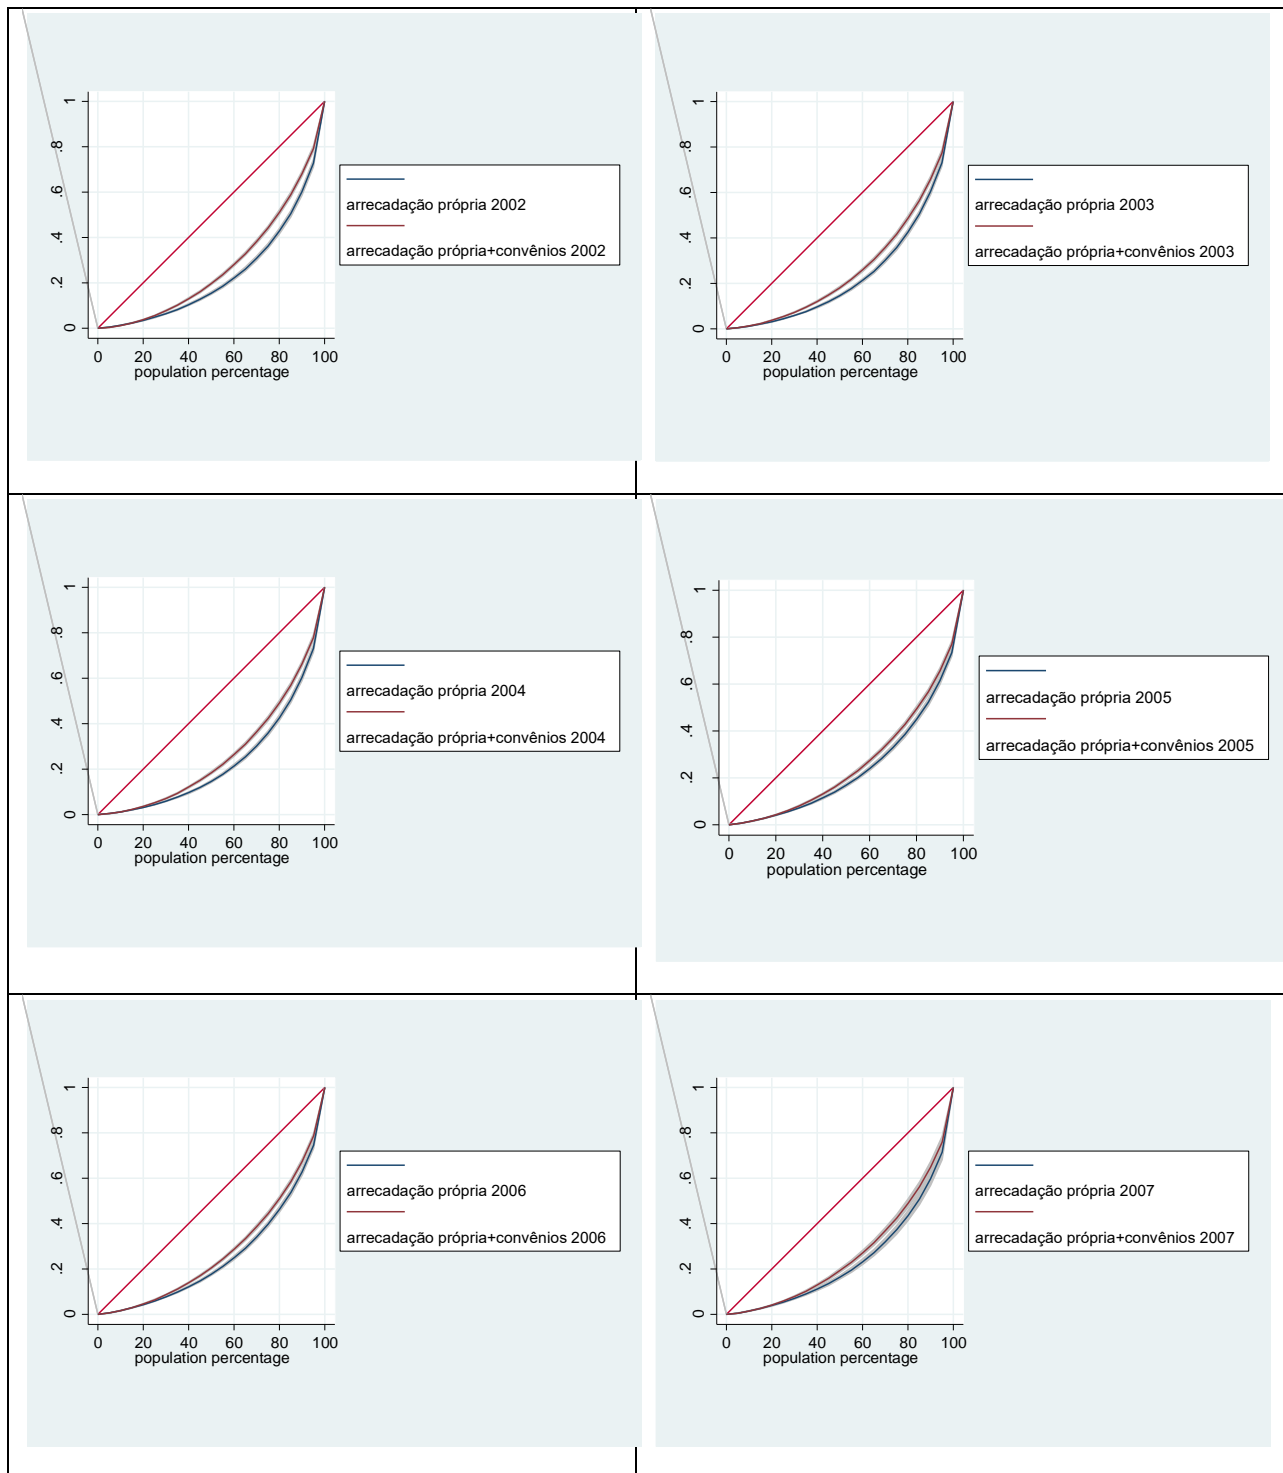 1
.8
.6
.4
.2
0
0 20 40 60 80 100
population percentage
arrecadação própria 2002
arrecadação própria+convênios 2002
1
.8
.6
.4
.2
0
0 20 40 60 80 100
population percentage
arrecadação própria 2003
arrecadação própria+convênios 2003
1
.8
.6
.4
.2
0
0 20 40 60 80 100
population percentage
arrecadação própria 2004
arrecadação própria+convênios 2004
1
.8
.6
.4
.2
0
0 20 40 60 80 100
population percentage
arrecadação própria 2005
arrecadação própria+convênios 2005
1
.8
.6
.4
.2
0
0 20 40 60 80 100
population percentage
arrecadação própria 2006
arrecadação própria+convênios 2006
1
.8
.6
.4
.2
0
0 20 40 60 80 100
population percentage
arrecadação própria 2007
arrecadação própria+convênios 2007